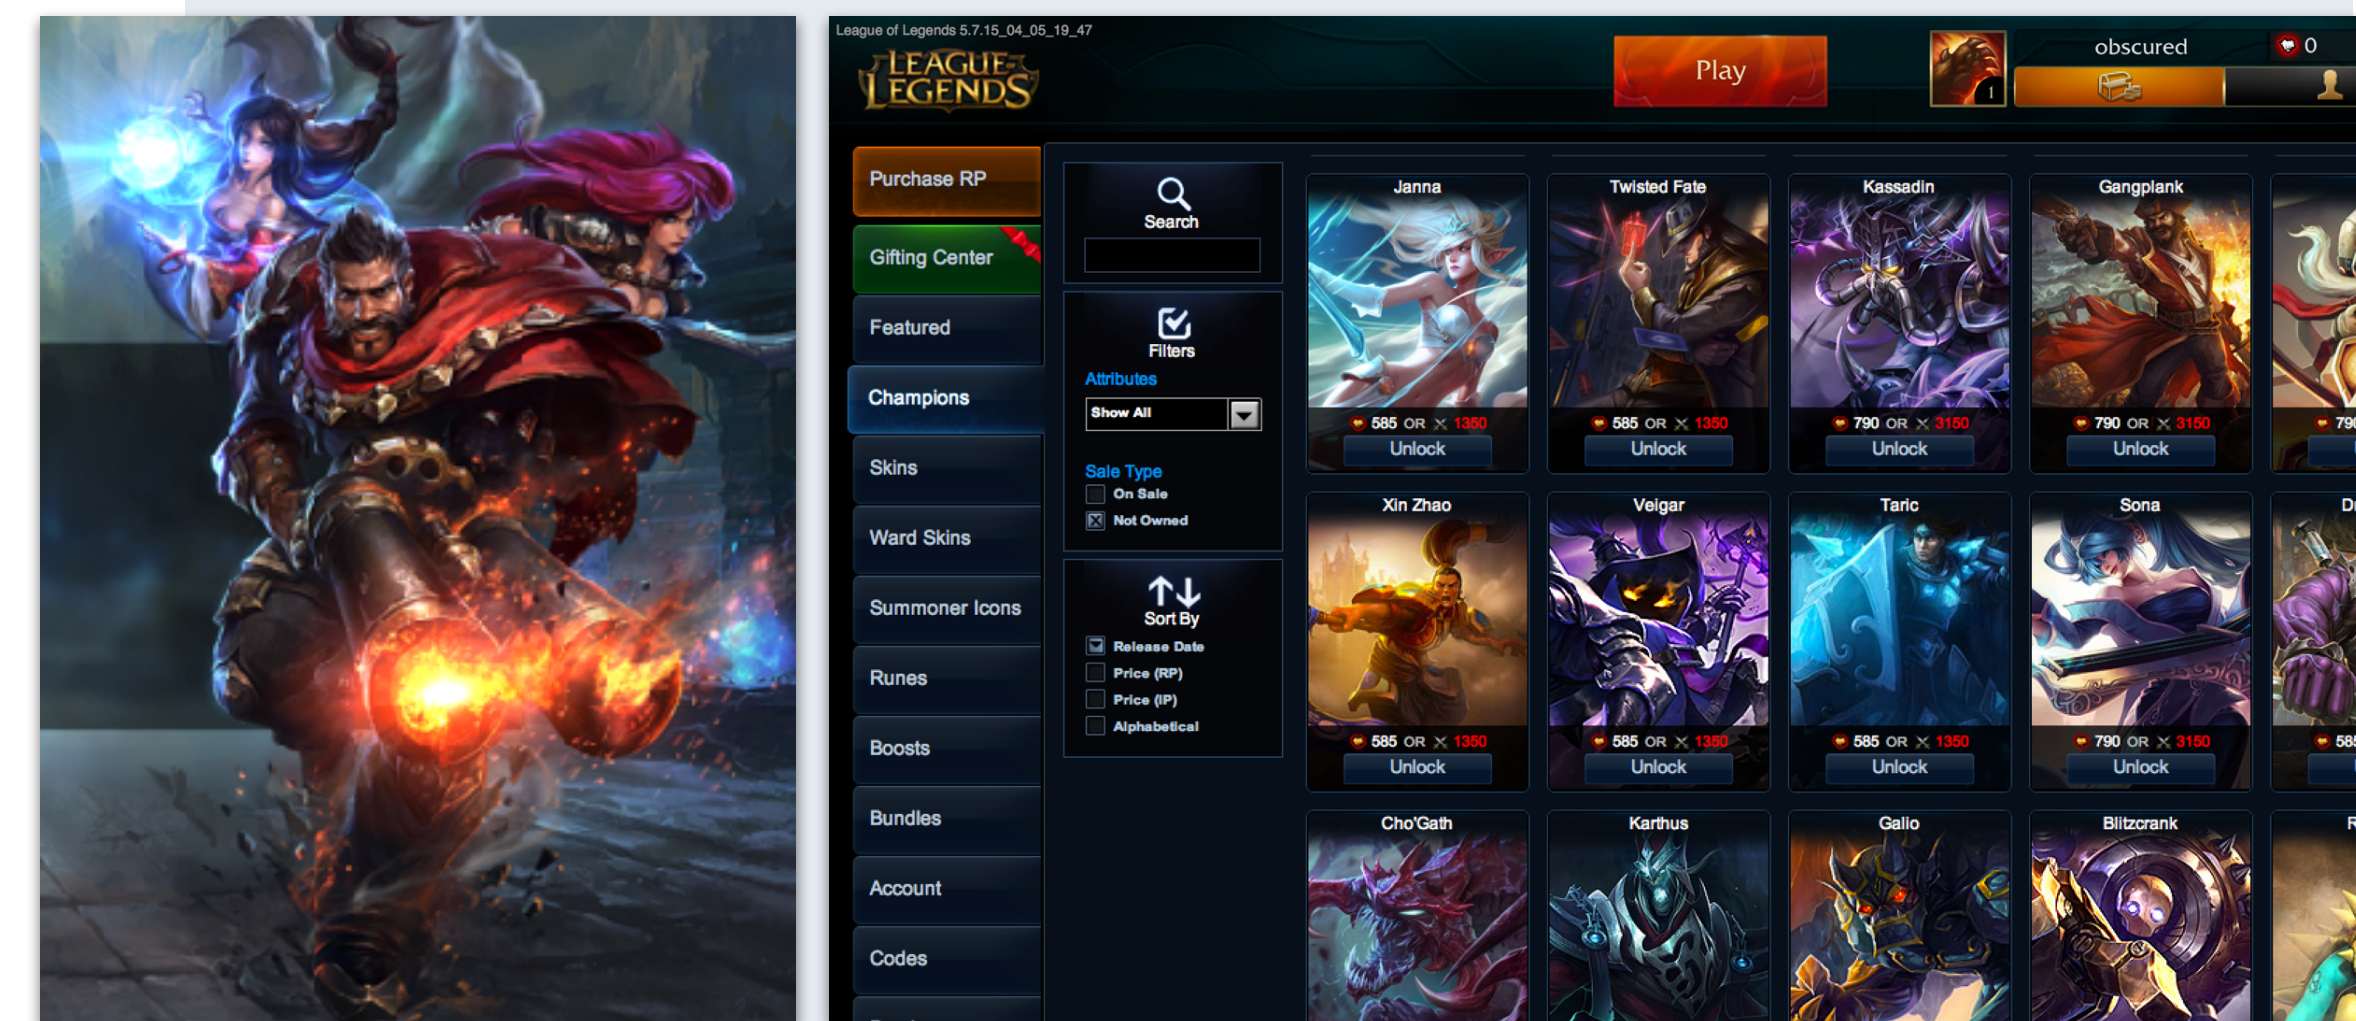 League of Legends 5.7.15_04_05_19_47
LEAGUE OF
LEGENDS
Play
1
obscured
0
Purchase RP
Gifting Center
Featured
Champions
Skins
Ward Skins
Summoner Icons
Runes
Boosts
Bundles
Account
Codes
Search
Filters
Attributes
Show All
Sale Type
On Sale
Not Owned
Sort By
Release Date
Price (RP)
Price (IP)
Alphabetical
Janna
585 OR 1350
Unlock
Twisted Fate
585 OR 1350
Unlock
Kassadin
790 OR 3150
Unlock
Gangplank
790 OR 3150
Unlock
790
Xin Zhao
585 OR 1350
Unlock
Veigar
585 OR 1350
Unlock
Taric
585 OR 1350
Unlock
Sona
790 OR 3150
Unlock
585
Cho'Gath
Karthus
Galio
Blitzcrank